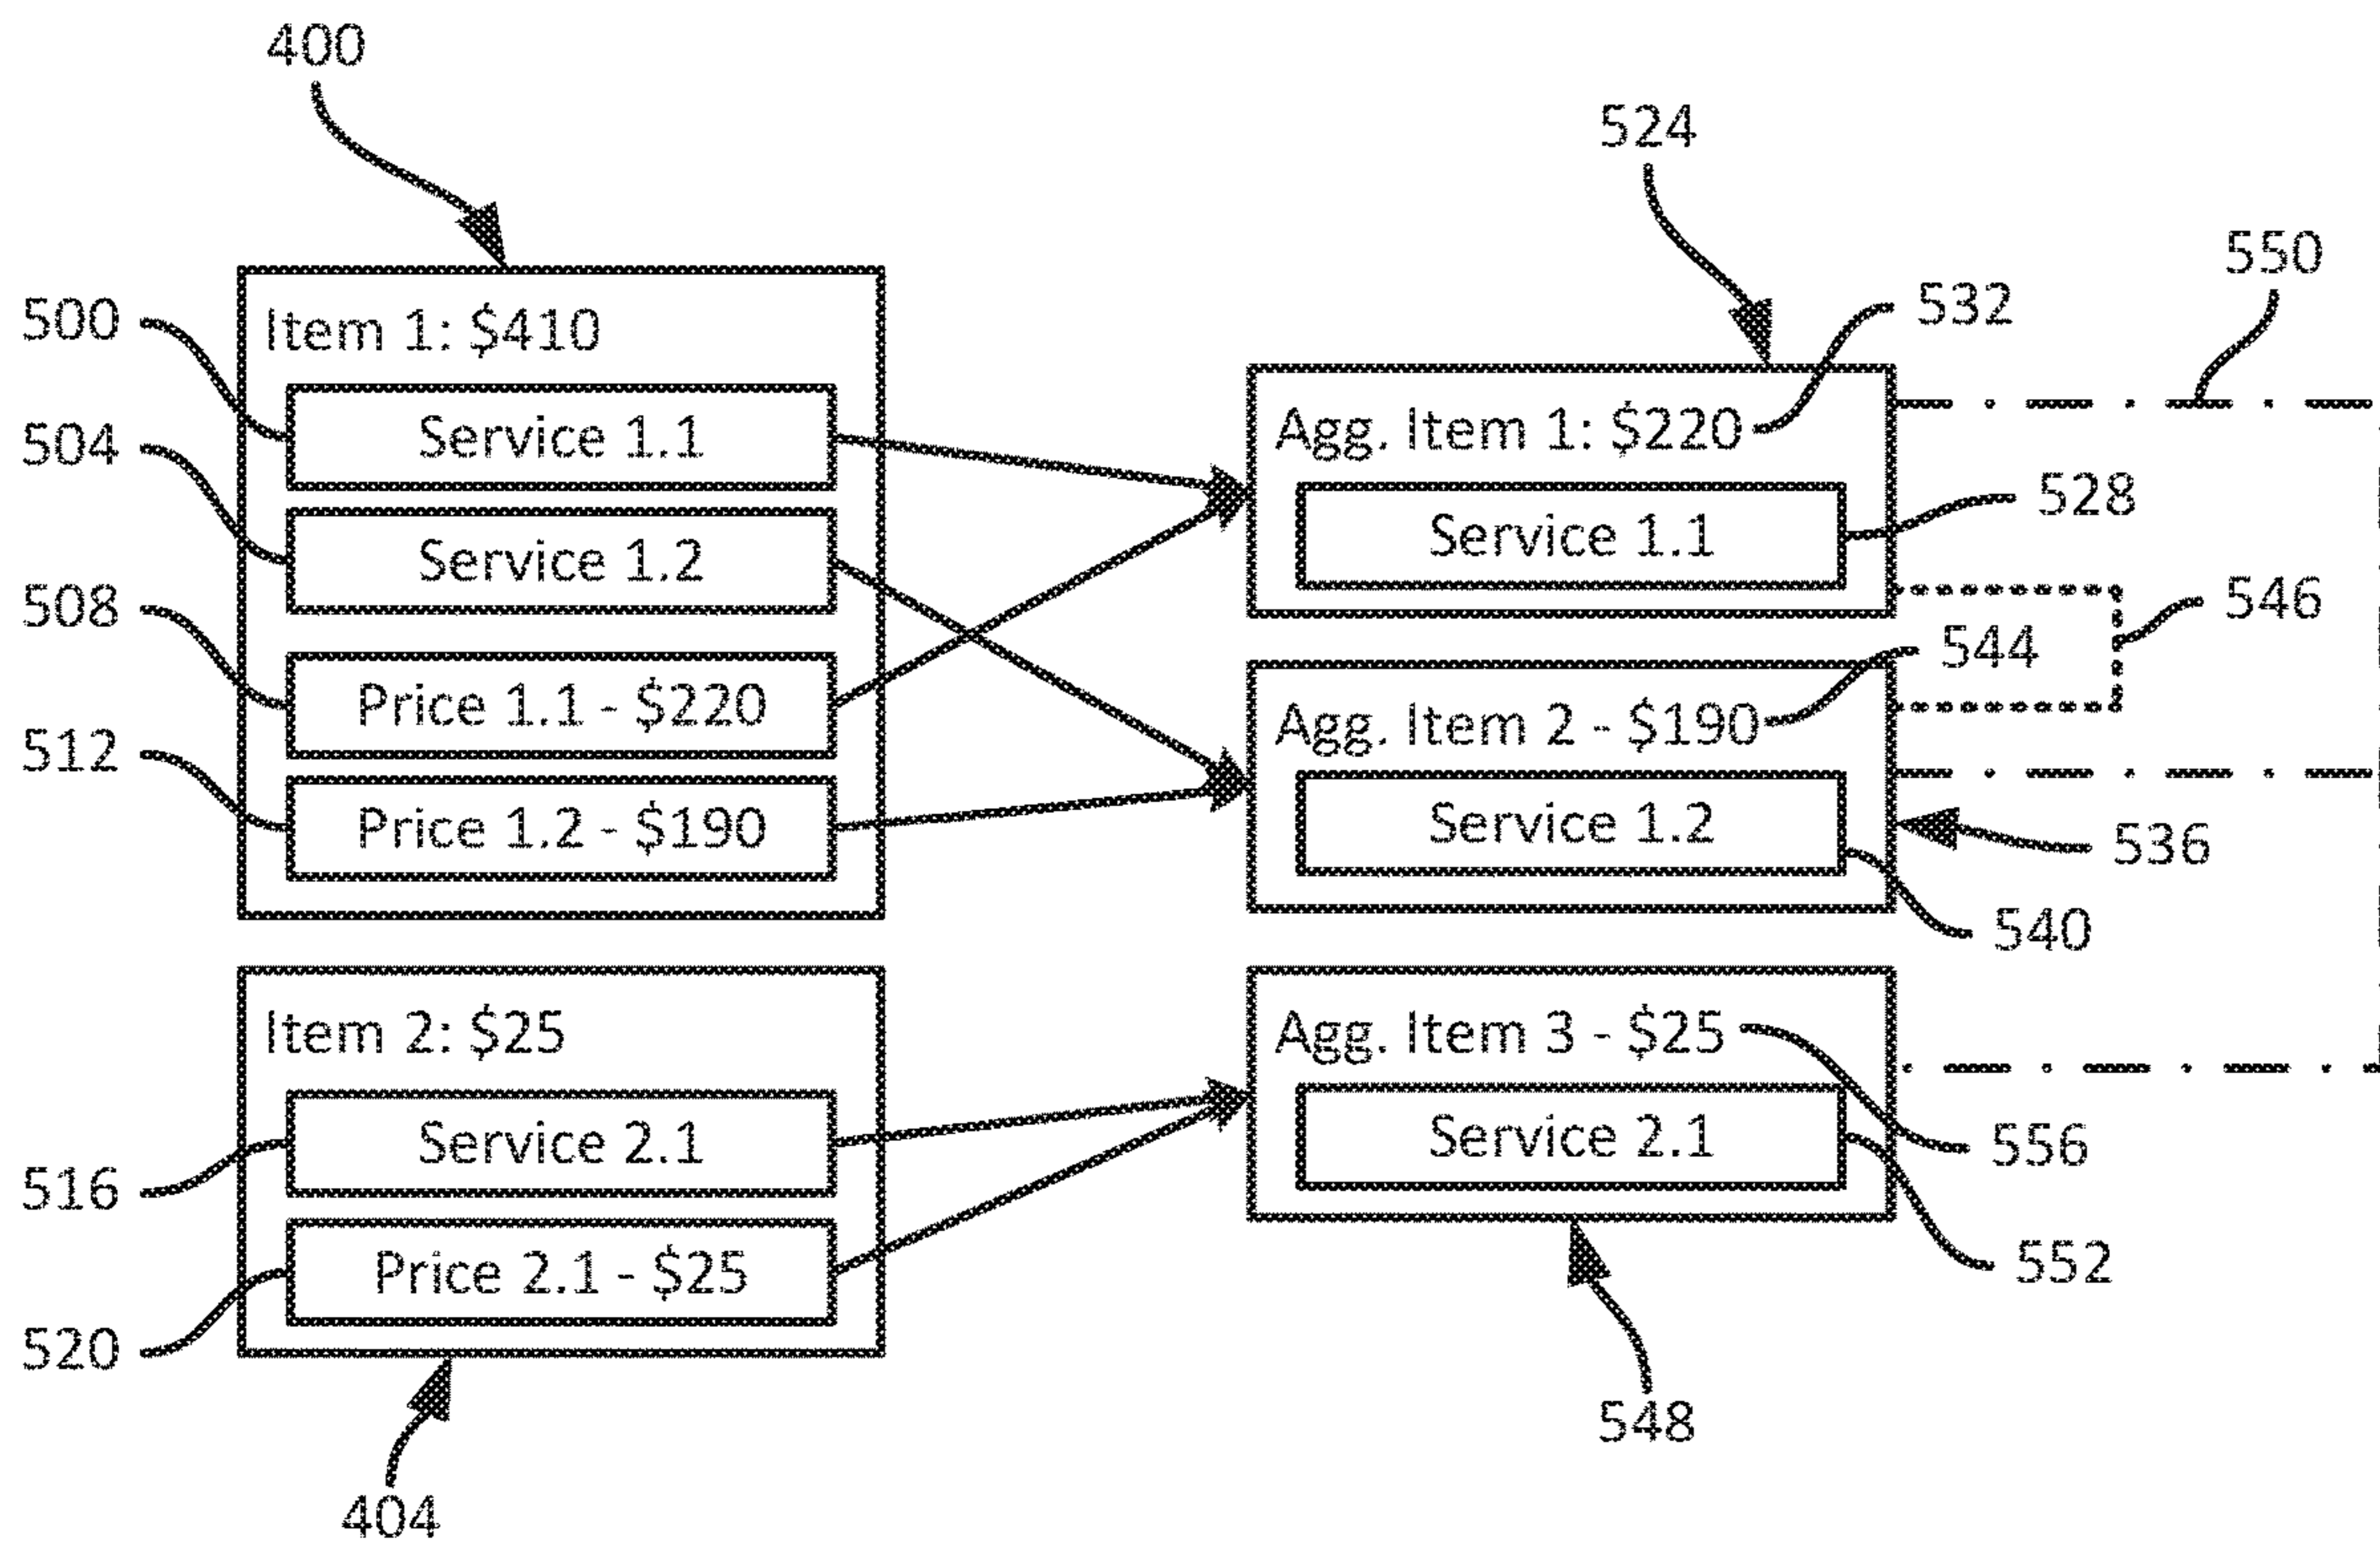 400
524
550
532
500
Item 1: $410
504
Service 1.1
Agg. Item 1: $220
528
Service 1.2
Service 1.1
508
546
544
Price 1.1 - $220
Agg. Item 2 - $190
512
Price 1.2 - $190
Service 1.2
536
540
Item 2: $25
Agg. Item 3 - $25
Service 2.1
Service 2.1
556
516
552
Price 2.1 - $25
520
548
404